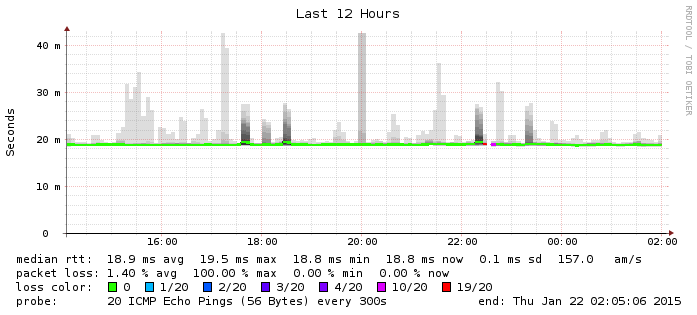 Last 12 Hours
RRDTOOL / TOBI OETIKER
Seconds
40 m
30 m
20 m
10 m
0
16:00 18:00 20:00 22:00 00:00 02:00
median rtt: 18.9 ms avg 19.5 ms max 18.8 ms min 18.8 ms now 0.1 ms sd 157.0 am/s
packet loss: 1.40 % avg 100.00 % max 0.00 % min 0.00 % now
loss color: 0 1/20 2/20 3/20 4/20 10/20 19/20
probe: 20 ICMP Echo Pings (56 Bytes) every 300s end: Thu Jan 22 02:05:06 2015